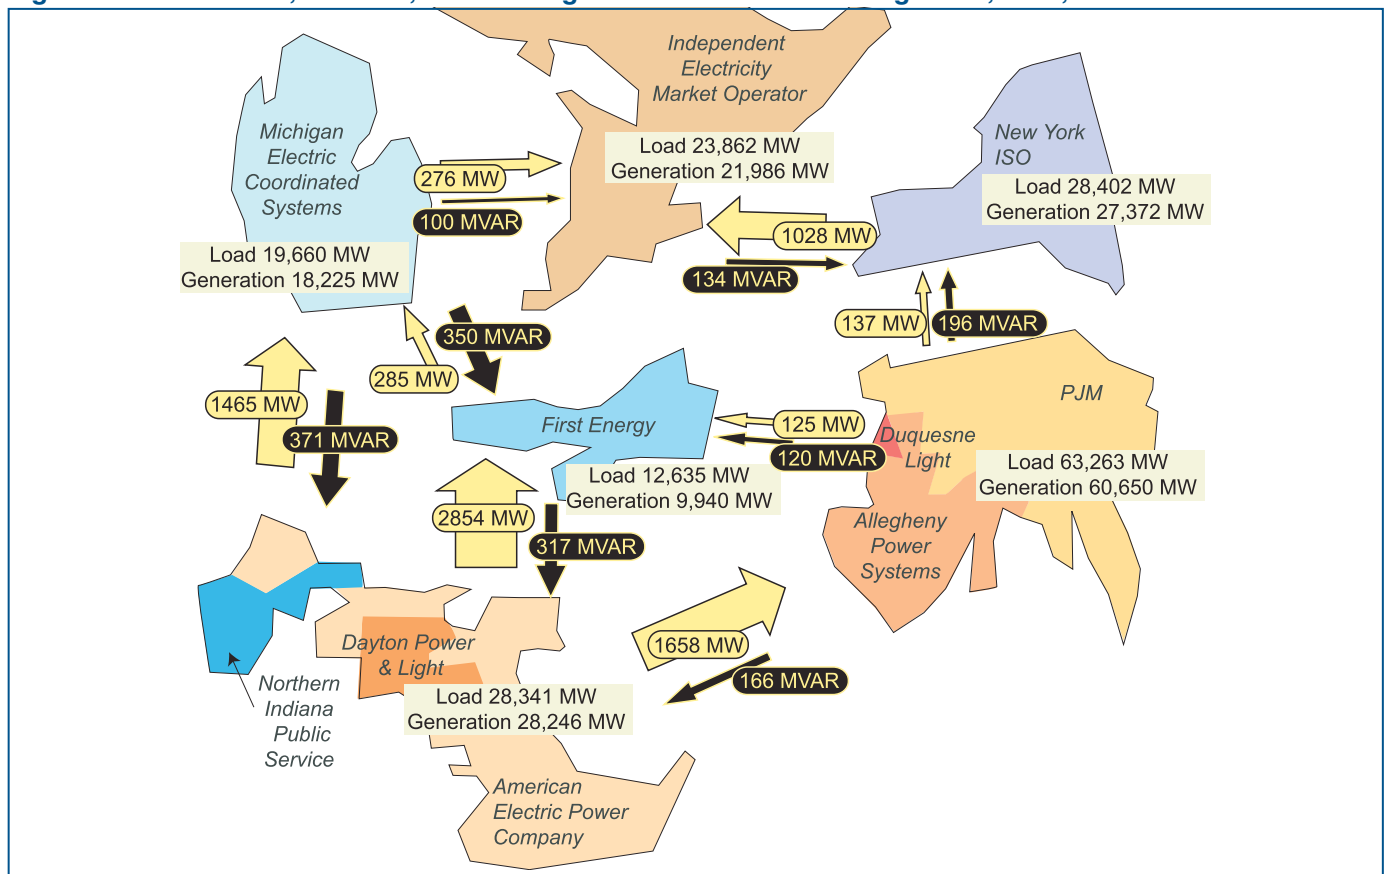 Independent
Electricity
Market Operator
Load 23,862 MW
Generation 21,986 MW
Michigan
Electric
Coordinated
Systems
Load 19,660 MW
Generation 18,225 MW
276 MW
100 MVAR
New York
ISO
Load 28,402 MW
Generation 27,372 MW
1028 MW
134 MVAR
137 MW
196 MVAR
350 MVAR
285 MW
1465 MW
371 MVAR
First Energy
Load 12,635 MW
Generation 9,940 MW
125 MW
120 MVAR
PJM
Duquesne
Light
Load 63,263 MW
Generation 60,650 MW
Allegheny
Power
Systems
2854 MW
317 MVAR
1658 MW
166 MVAR
Dayton Power
& Light
Load 28,341 MW
Generation 28,246 MW
Northern
Indiana
Public
Service
American
Electric Power
Company